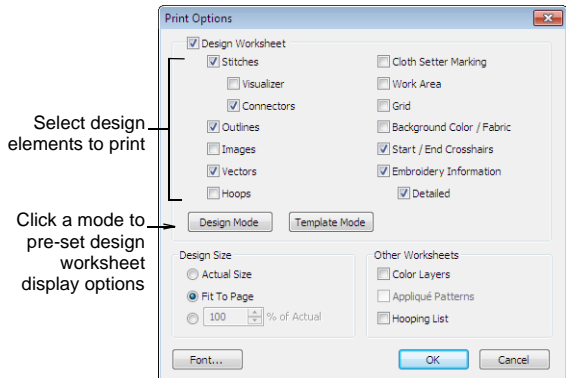 Print Options
Design Worksheet
Stitches
Visualizer
Connectors
Outlines
Images
Vectors
Hoops
Cloth Setter Marking
Work Area
Grid
Background Color / Fabric
Start / End Crosshairs
Embroidery Information
Detailed
Select design
elements to print
Click a mode to
pre-set design
worksheet
display options
Design Mode
Template Mode
Design Size
Actual Size
Fit To Page
100 % of Actual
Other Worksheets
Color Layers
Appliqué Patterns
Hooping List
Font...
OK
Cancel